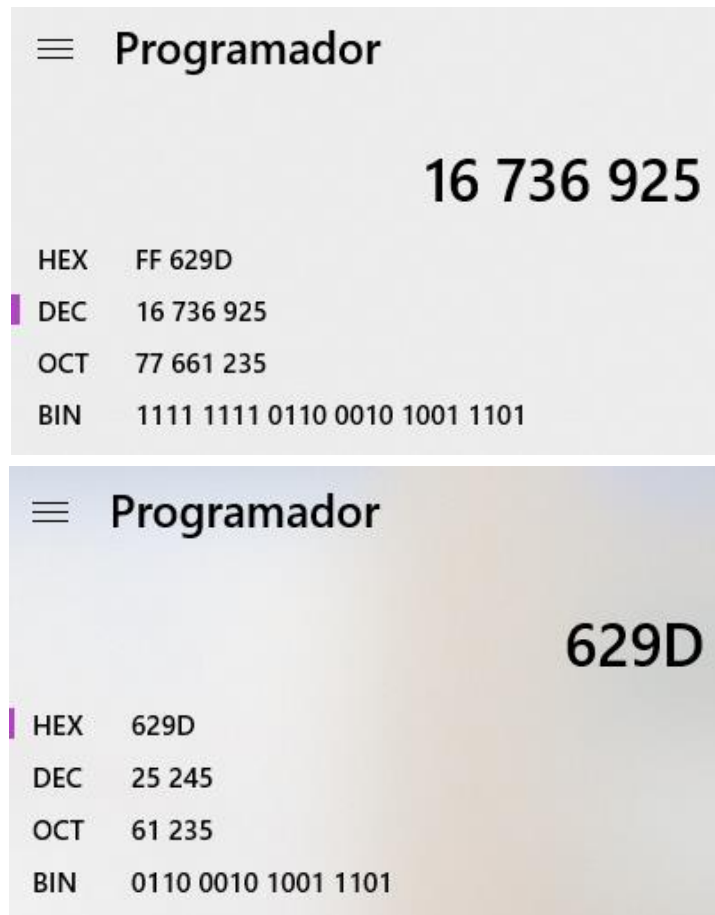 Programador
16 736 925
HEX FF 629D
DEC 16 736 925
OCT 77 661 235
BIN 1111 1111 0110 0010 1001 1101
Programador
629D
HEX 629D
DEC 25 245
OCT 61 235
BIN 0110 0010 1001 1101